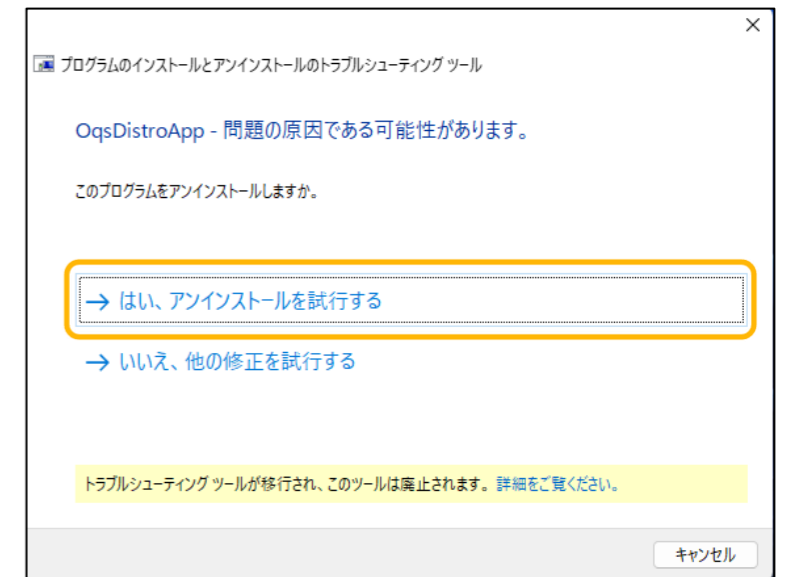 プログラムのインストールとアンインストールのトラブルシューティング ツール
OqsDistroApp - 問題の原因である可能性があります。
このプログラムをアンインストールしますか。
→ はい、アンインストールを試行する
→ いいえ、他の修正を試行する
トラブルシューティング ツールが移行され、このツールは廃止されます。詳細をご覧ください。
キャンセル